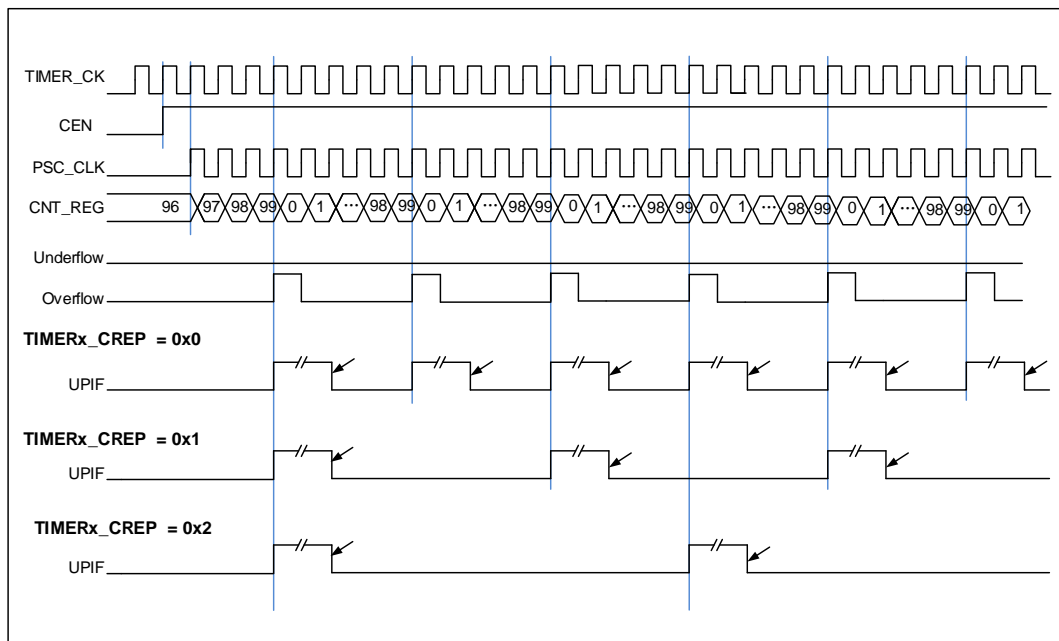 TIMER_CK
CEN
PSC_CLK
CNT_REG 96 97 98 99 0 1 ... 98 99 0 1 ... 98 99 0 1 ... 98 99 0 1 ... 98 99 0 1 ... 98 99 0 1
Underflow
Overflow
TIMERx_CREP = 0x0
UPIF
TIMERx_CREP = 0x1
UPIF
TIMERx_CREP = 0x2
UPIF